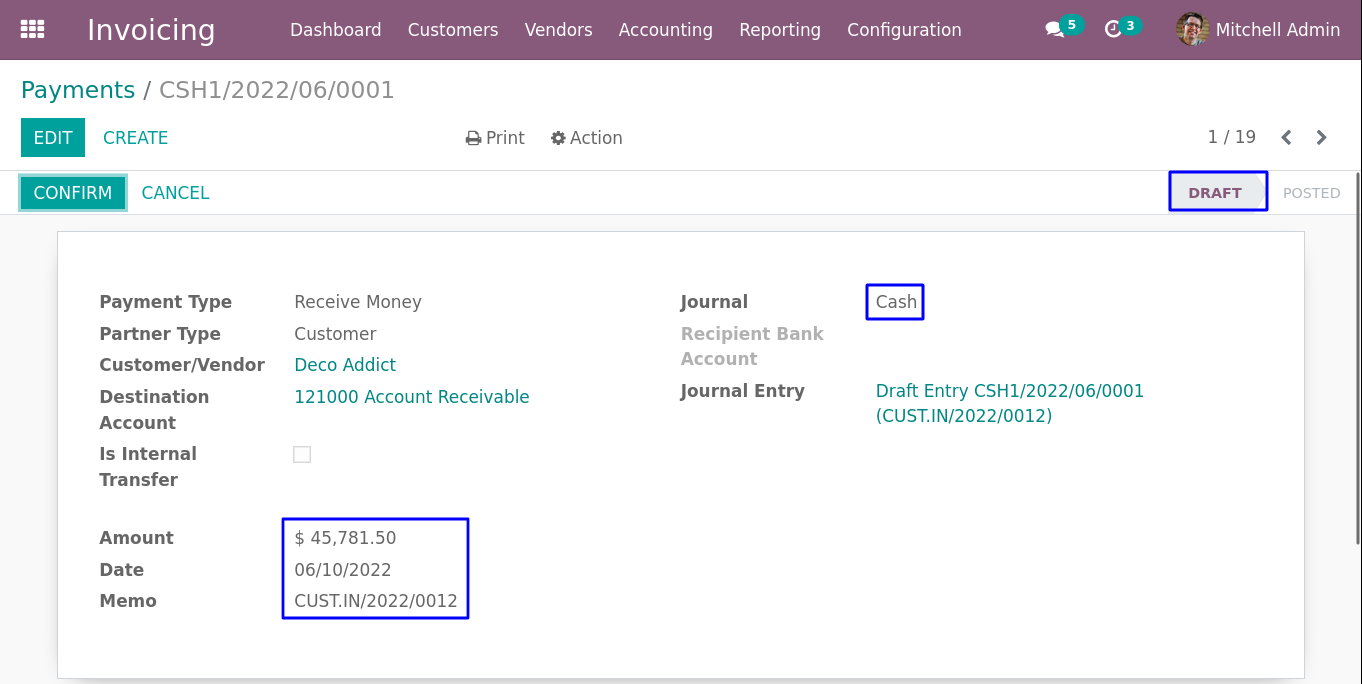 Invoicing Dashboard Customers Vendors Accounting Reporting Configuration 5 3 Mitchell Admin
Payments / CSH1/2022/06/0001
EDIT CREATE Print Action 1 / 19
CONFIRM CANCEL DRAFT POSTED
Payment Type Receive Money
Partner Type Customer
Customer/Vendor Deco Addict
Destination Account 121000 Account Receivable
Is Internal Transfer
Journal Cash
Recipient Bank Account
Journal Entry Draft Entry CSH1/2022/06/0001
(CUST.IN/2022/0012)
Amount $ 45,781.50
Date 06/10/2022
Memo CUST.IN/2022/0012